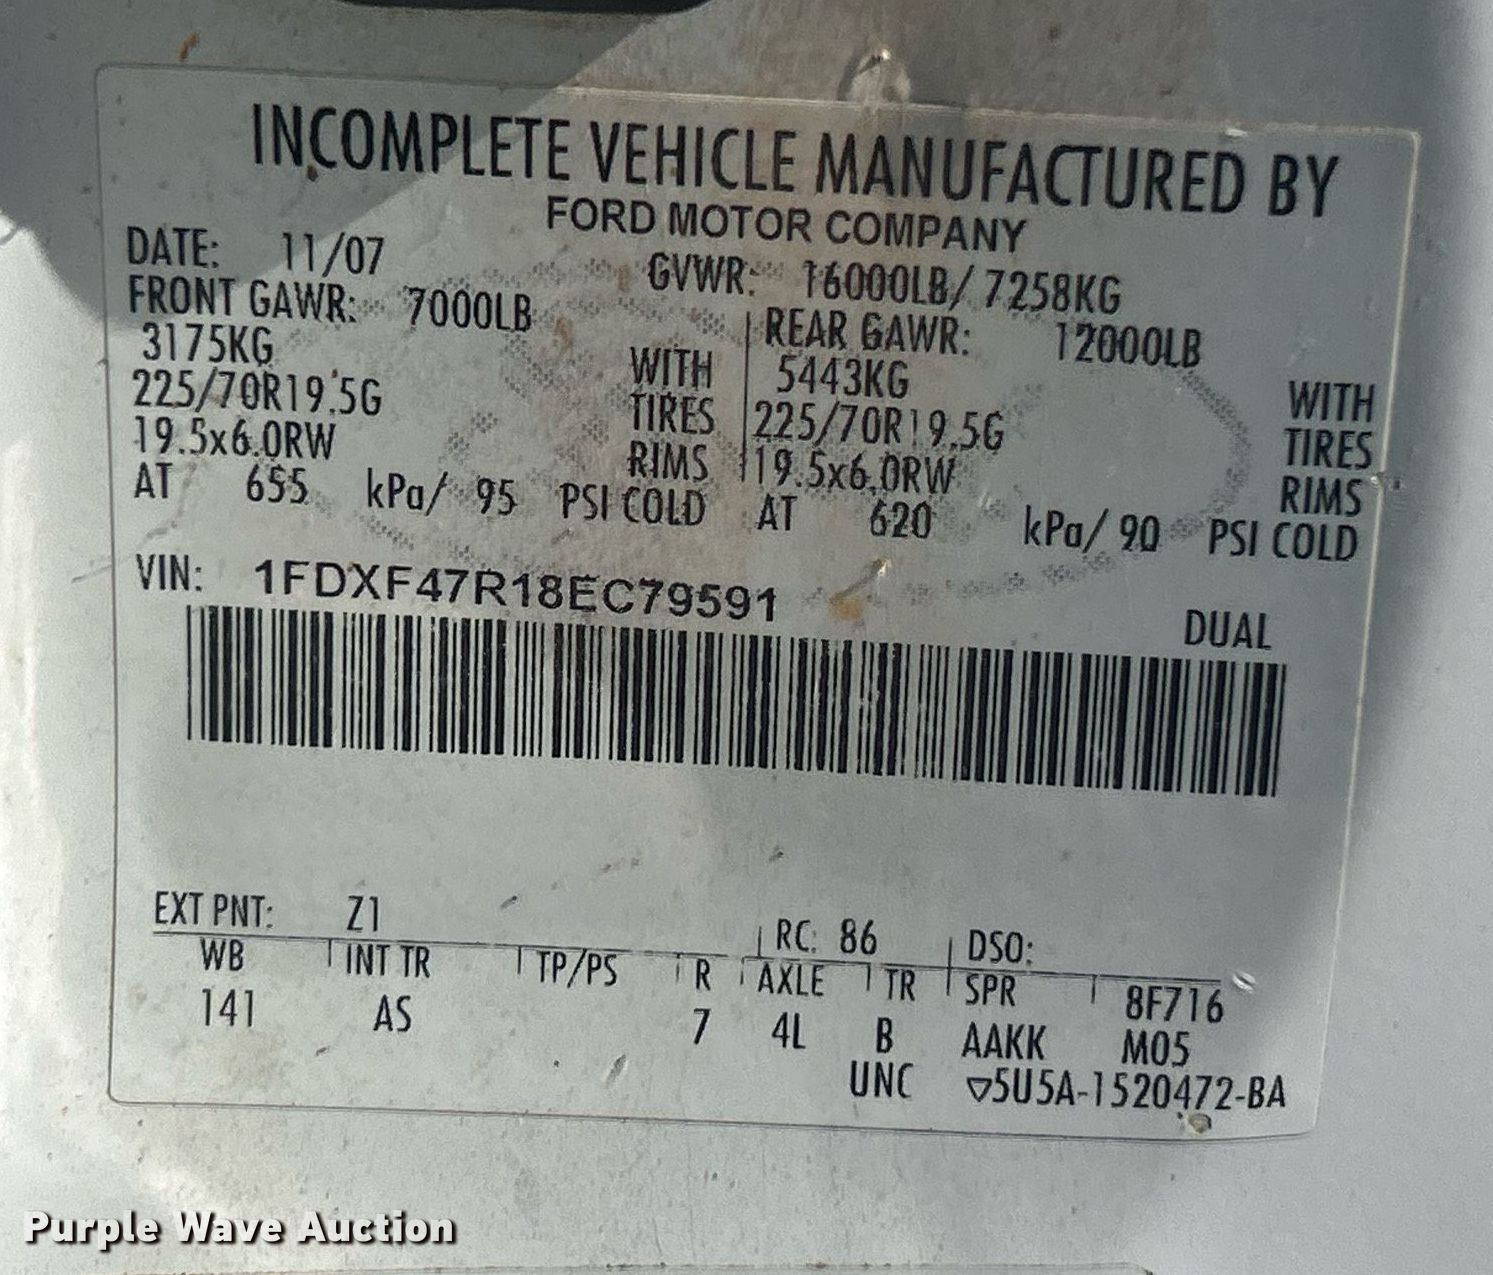 INCOMPLETE VEHICLE MANUFACTURED BY
FORD MOTOR COMPANY
DATE: 11/07 GVWR: 16000LB/ 7258KG
FRONT GAWR: 7000LB REAR GAWR: 12000LB
3175KG WITH 5443KG WITH
225/70R19.5G TIRES 225/70R19.5G TIRES
19.5x6.0RW RIMS 19.5x6.0RW RIMS
AT 655 kPa/ 95 PSI COLD AT 620 kPa/ 90 PSI COLD
VIN: 1FDXF47R18EC79591
DUAL
EXT PNT: Z1 RC: 86 DSO:
WB INT TR TP/PS R AXLE TR SPR 8F716
141 AS 7 4L B AAKK M05
UNC ▽5U5A-1520472-BA
Purple Wave Auction